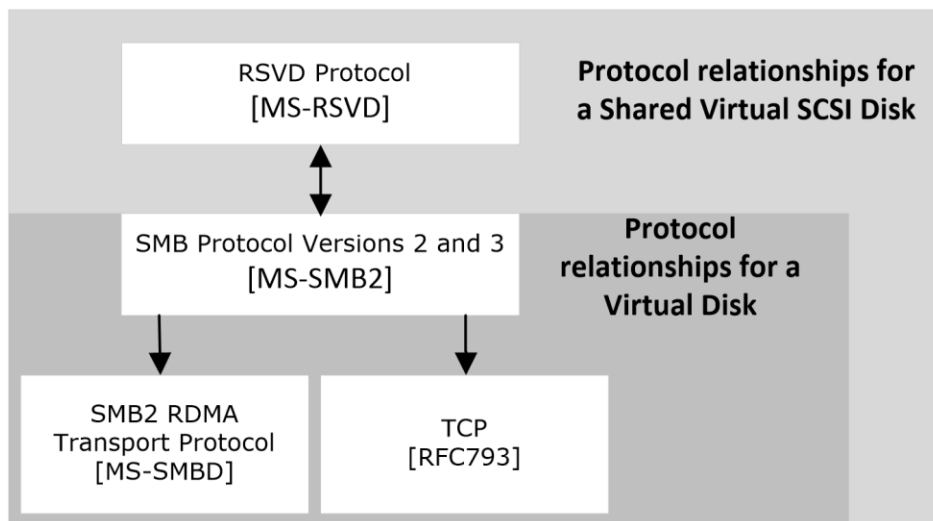 RSVD Protocol
[MS-RSVD]
Protocol relationships for
a Shared Virtual SCSI Disk
SMB Protocol Versions 2 and 3
[MS-SMB2]
Protocol
relationships for a
Virtual Disk
SMB2 RDMA
Transport Protocol
[MS-SMBD]
TCP
[RFC793]